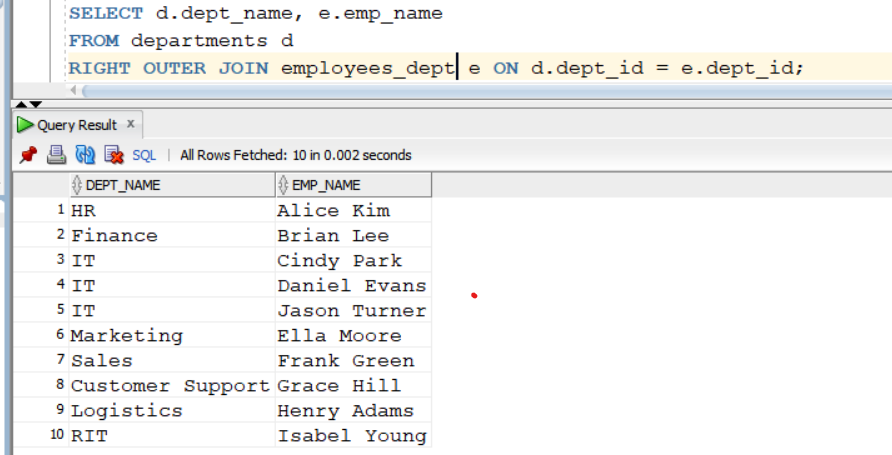 SELECT d.dept_name, e.emp_name
FROM departments d
RIGHT OUTER JOIN employees_dept e ON d.dept_id = e.dept_id;
Query Result x
SQL | All Rows Fetched: 10 in 0.002 seconds
DEPT_NAME EMP_NAME
1 HR Alice Kim
2 Finance Brian Lee
3 IT Cindy Park
4 IT Daniel Evans
5 IT Jason Turner
6 Marketing Ella Moore
7 Sales Frank Green
8 Customer Support Grace Hill
9 Logistics Henry Adams
10 RIT Isabel Young